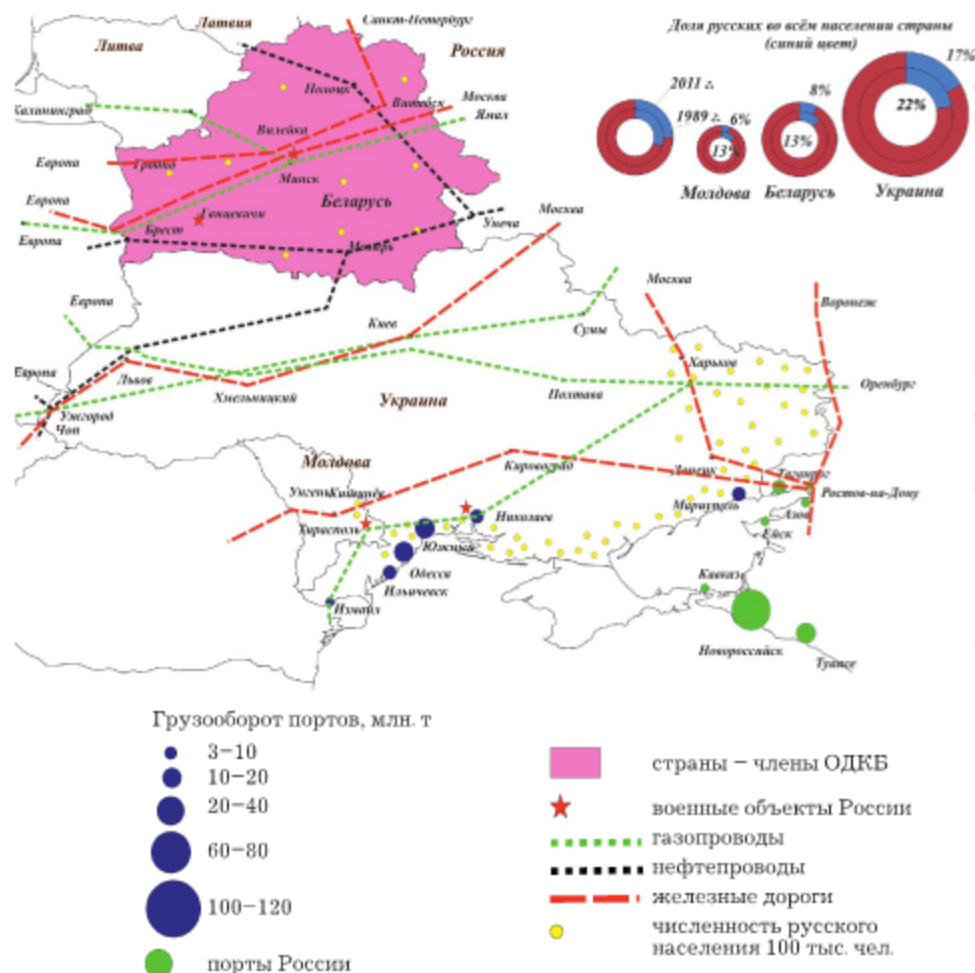 Санкт-Петербург
Латвия
Литва
Россия
Доля русских во всём населении страны
(синий цвет)
17%
2011 г.
8%
1989 г.
6%
22%
13%
13%
Молдова
Беларусь
Украина
Полоцк
Калининград
Витебск
Москва
Ямал
Вилейка
Европа
Гродно
Минск
Беларусь
Европа
Ганцевичи
Брест
Европа
Унеча
Москва
Мозырь
Европа
Москва
Воронеж
Киев
Сумы
Европа
Львов
Харьков
Хмельницкий
Полтава
Оренбург
Украина
Ужгород
Чоп
Молдова
Кировоград
Донецк
Таганрог
Унгены
Кишинёв
Ростов-на-Дону
Мариуполь
Тирасполь
Николаев
Азов
Ейск
Южный
Одесса
Ильичевск
Кавказ
Измаил
Новороссийск
Туапсе
Грузооборот портов, млн. т
3−10
10−20
20−40
60−80
100−120
порты России
страны − члены ОДКБ
военные объекты России
газопроводы
нефтепроводы
железные дороги
численность русского
населения 100 тыс. чел.